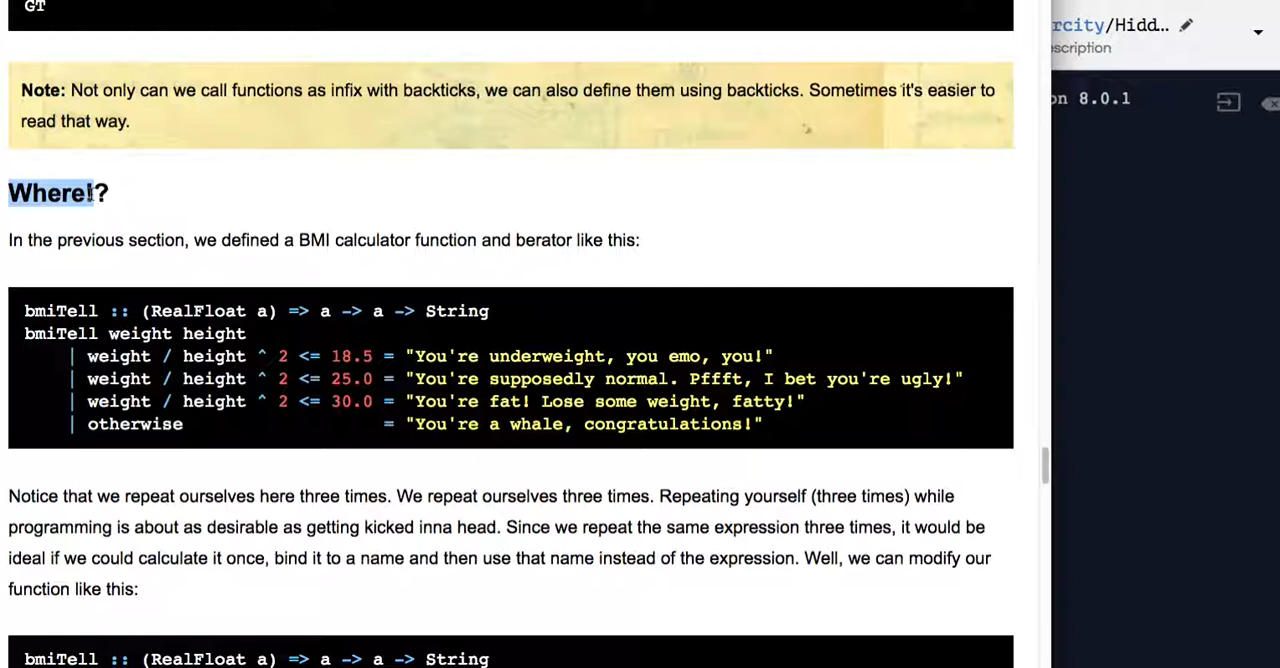 GT
Note: Not only can we call functions as infix with backticks, we can also define them using backticks. Sometimes it's easier to
read that way.
Where!?
In the previous section, we defined a BMI calculator function and berator like this:
bmiTell :: (RealFloat a) => a -> a -> String
bmiTell weight height
| weight / height ^ 2 <= 18.5 = "You're underweight, you emo, you!"
| weight / height ^ 2 <= 25.0 = "You're supposedly normal. Pffft, I bet you're ugly!"
| weight / height ^ 2 <= 30.0 = "You're fat! Lose some weight, fatty!"
| otherwise = "You're a whale, congratulations!"
Notice that we repeat ourselves here three times. We repeat ourselves three times. Repeating yourself (three times) while
programming is about as desirable as getting kicked inna head. Since we repeat the same expression three times, it would be
ideal if we could calculate it once, bind it to a name and then use that name instead of the expression. Well, we can modify our
function like this:
bmiTell :: (RealFloat a) => a -> a -> String
rcity/Hidd...
scription
on 8.0.1